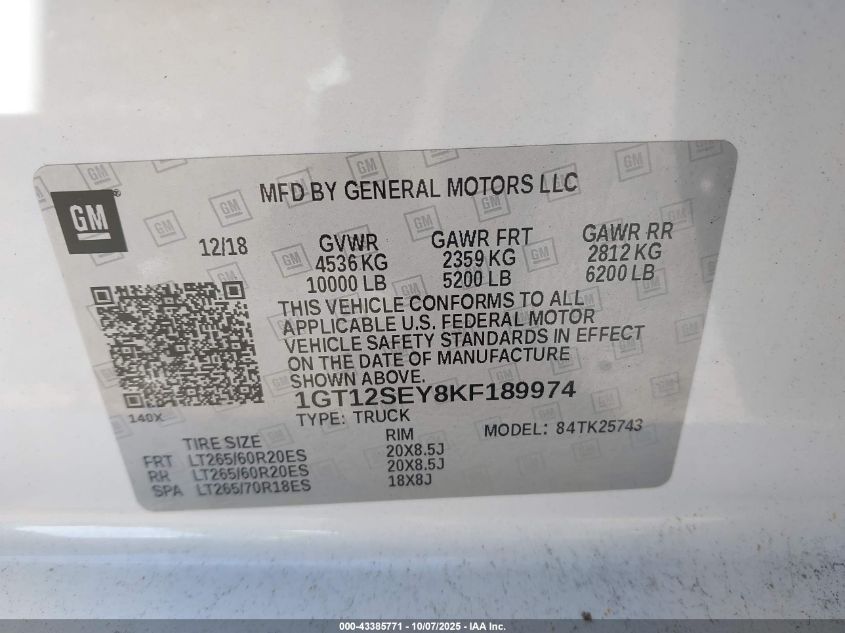 MFD BY GENERAL MOTORS LLC
GM
12/18
GVWR
4536 KG
10000 LB
GAWR FRT
2359 KG
5200 LB
GAWR RR
2812 KG
6200 LB
THIS VEHICLE CONFORMS TO ALL
APPLICABLE U.S. FEDERAL MOTOR
VEHICLE SAFETY STANDARDS IN EFFECT
ON THE DATE OF MANUFACTURE
SHOWN ABOVE.
1GT12SEY8KF189974
140X
TYPE: TRUCK
MODEL: 84TK25743
TIRE SIZE RIM
FRT LT265/60R20ES 20X8.5J
RR LT265/60R20ES 20X8.5J
SPA LT265/70R18ES 18X8J
000-43385771 - 10/07/2025 - IAA Inc.